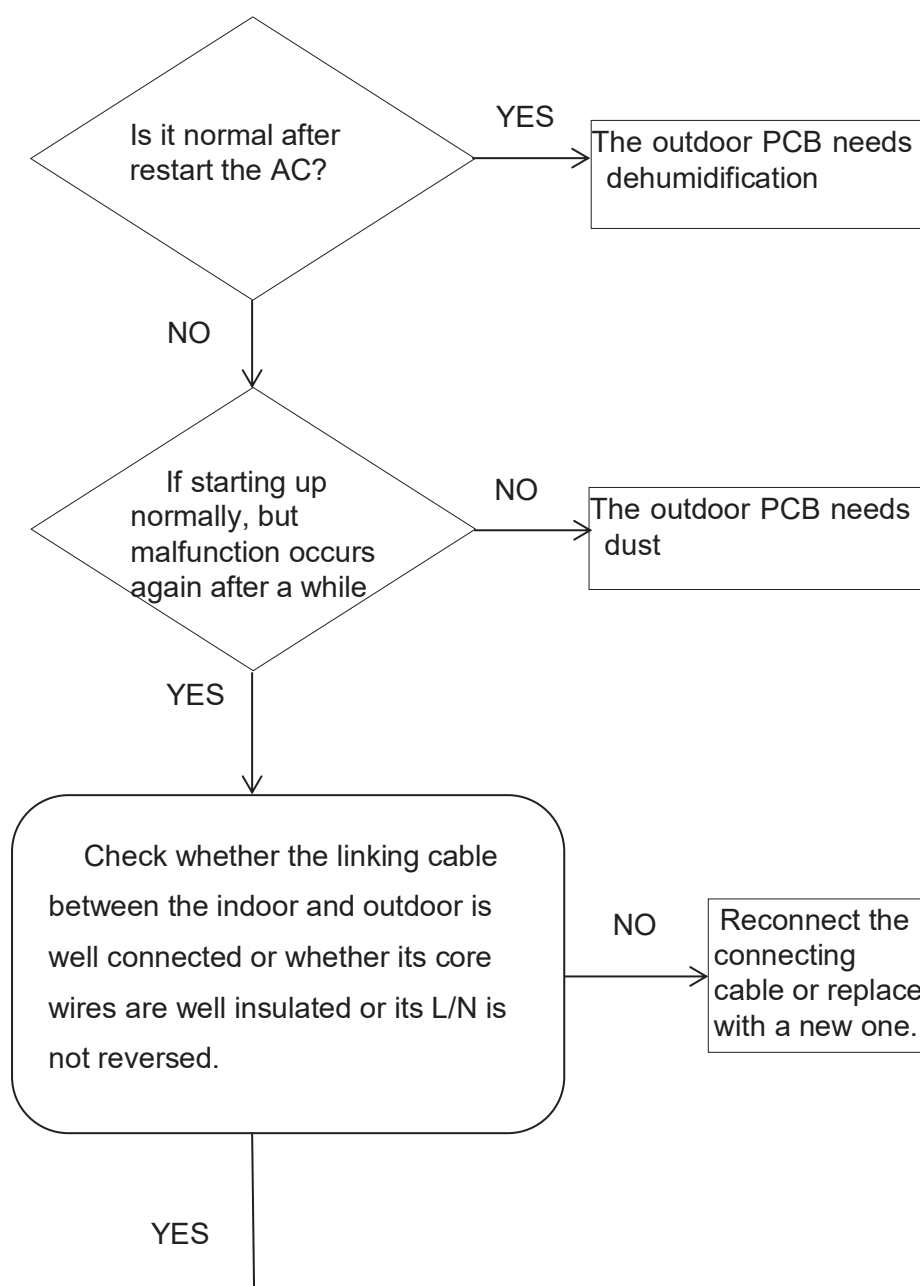 Is it normal after
restart the AC?
YES
The outdoor PCB needs
dehumidification
NO
If starting up
normally, but
malfunction occurs
again after a while
NO
The outdoor PCB needs
dust
YES
Check whether the linking cable
between the indoor and outdoor is
well connected or whether its core
wires are well insulated or its L/N is
not reversed.
NO
Reconnect the
connecting
cable or replace
with a new one.
YES